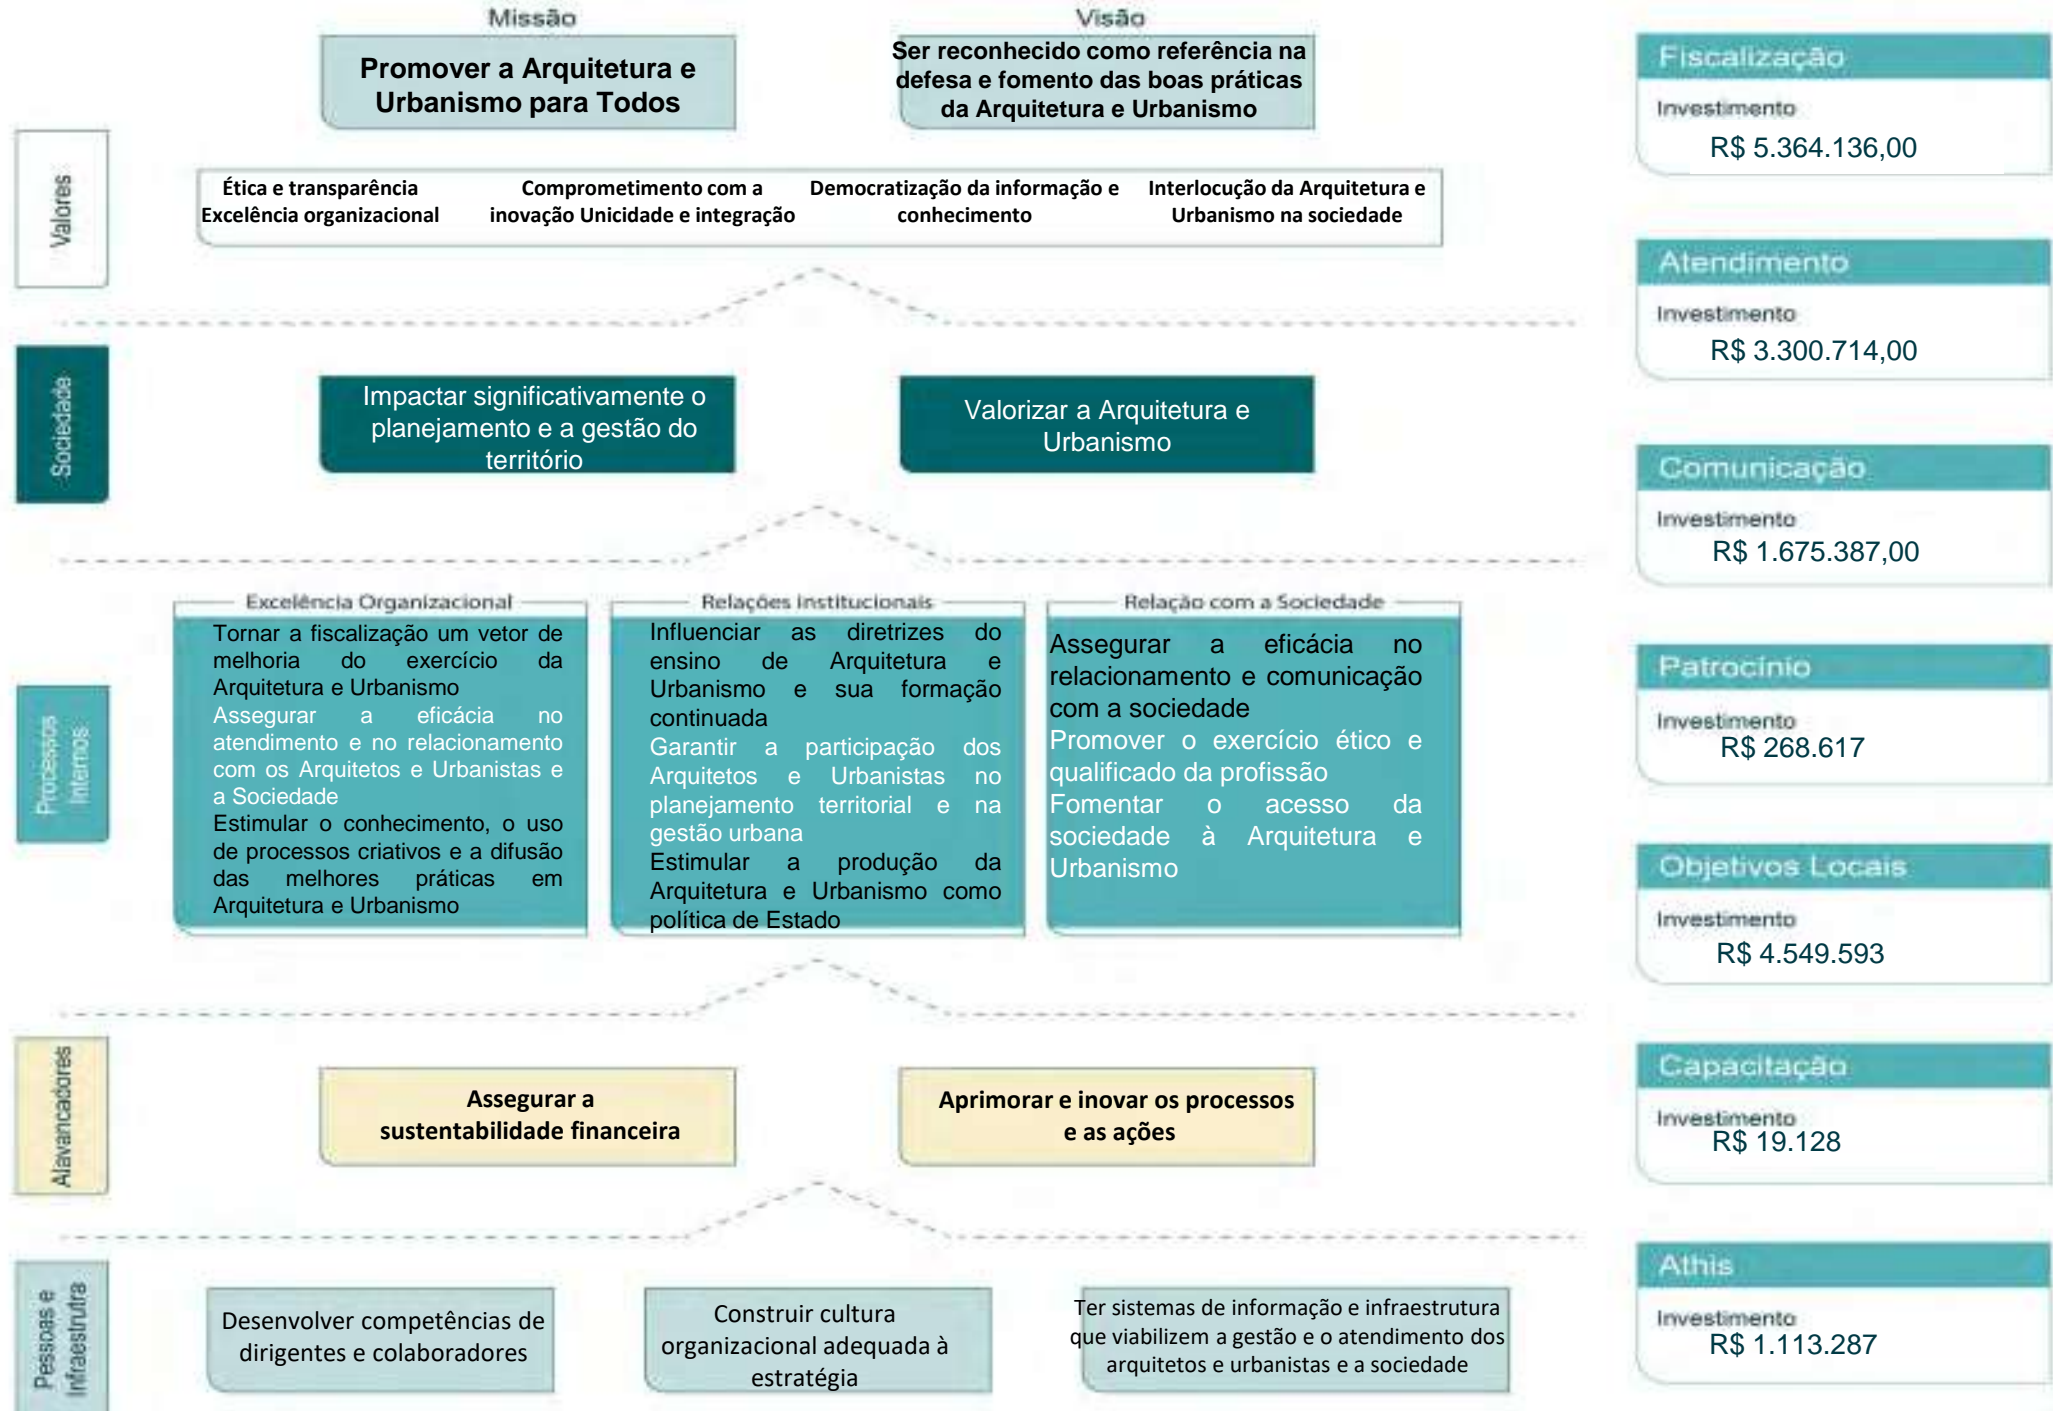 Missão
Promover a Arquitetura e
Urbanismo para Todos
Visão
Ser reconhecido como referência na
defesa e fomento das boas práticas
da Arquitetura e Urbanismo
Valores
Ética e transparência
Excelência organizacional
Comprometimento com a
inovação Unicidade e integração
Democratização da informação e
conhecimento
Interlocução da Arquitetura e
Urbanismo na sociedade
Sociedade
Impactar significativamente o
planejamento e a gestão do
território
Valorizar a Arquitetura e
Urbanismo
Processos
Internos
Excelência Organizacional
Tornar a fiscalização um vetor de
melhoria do exercício da
Arquitetura e Urbanismo
Assegurar a eficácia no
atendimento e no relacionamento
com os Arquitetos e Urbanistas e
a Sociedade
Estimular o conhecimento, o uso
de processos criativos e a difusão
das melhores práticas em
Arquitetura e Urbanismo
Relações Institucionais
Influenciar as diretrizes do
ensino de Arquitetura e
Urbanismo e sua formação
continuada
Garantir a participação dos
Arquitetos e Urbanistas no
planejamento territorial e na
gestão urbana
Estimular a produção da
Arquitetura e Urbanismo como
política de Estado
Relação com a Sociedade
Assegurar a eficácia no
relacionamento e comunicação
com a sociedade
Promover o exercício ético e
qualificado da profissão
Fomentar o acesso da
sociedade à Arquitetura e
Urbanismo
Alavancadores
Assegurar a
sustentabilidade financeira
Aprimorar e inovar os processos
e as ações
Pessoas e
Infraestrutra
Desenvolver competências de
dirigentes e colaboradores
Construir cultura
organizacional adequada à
estratégia
Ter sistemas de informação e infraestrutura
que viabilizem a gestão e o atendimento dos
arquitetos e urbanistas e a sociedade
Fiscalização
Investimento
R$ 5.364.136,00
Atendimento
Investimento
R$ 3.300.714,00
Comunicação
Investimento
R$ 1.675.387,00
Patrocínio
Investimento
R$ 268.617
Objetivos Locais
Investimento
R$ 4.549.593
Capacitação
Investimento
R$ 19.128
Athis
Investimento
R$ 1.113.287